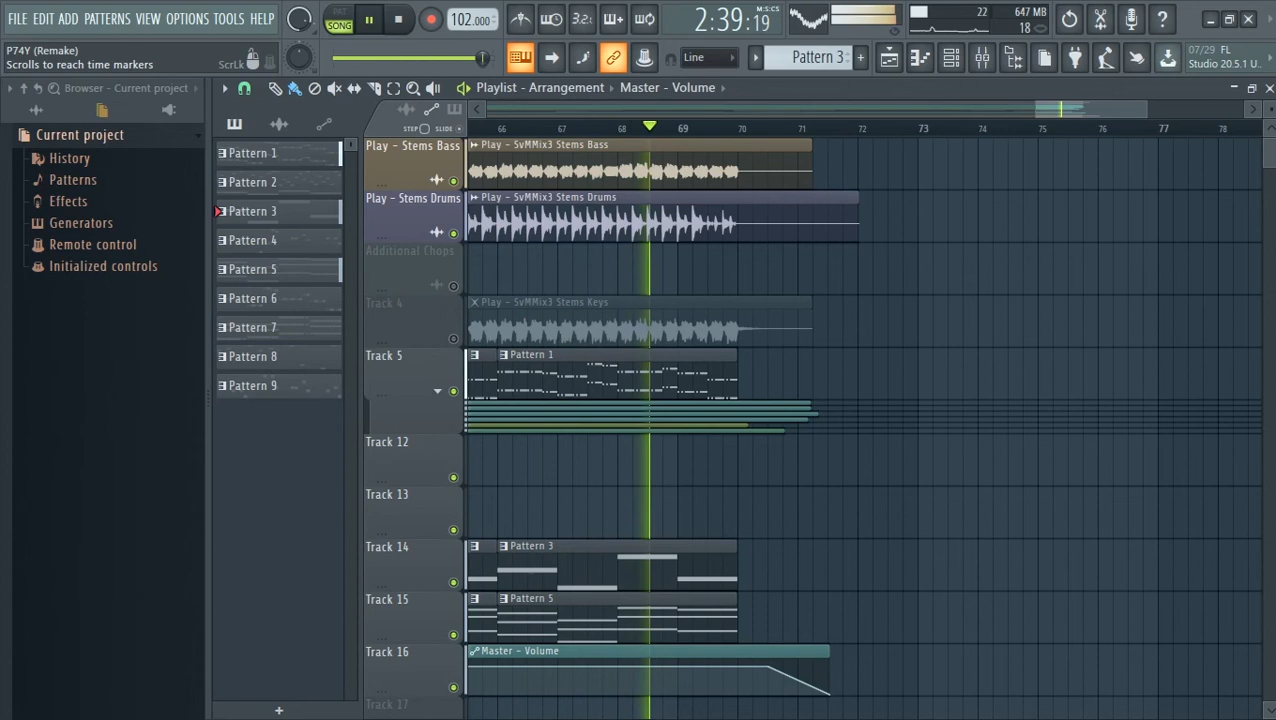 FILE EDIT ADD PATTERNS VIEW OPTIONS TOOLS HELP
PAT
SONG
102.000
3.2
2:39:19
M:S:CS
22
647 MB
18
P74Y (Remake)
Scrolls to reach time markers
ScrLk
Line
Pattern 3
07/29 FL
Studio 20.5.1 U
Browser - Current project
Playlist - Arrangement
Master - Volume
Current project
History
Patterns
Effects
Generators
Remote control
Initialized controls
Pattern 1
Pattern 2
Pattern 3
Pattern 4
Pattern 5
Pattern 6
Pattern 7
Pattern 8
Pattern 9
STEP
SLIDE
66 67 68 69 70 71 72 73 74 75 76 77 78
Play - Stems Bass
Play - SvMMix3 Stems Bass
Play - Stems Drums
Play - SvMMix3 Stems Drums
Additional Chops
Track 4
Play - SvMMix3 Stems Keys
Track 5
Pattern 1
Track 12
Track 13
Track 14
Pattern 3
Track 15
Pattern 5
Track 16
Master - Volume
Track 17